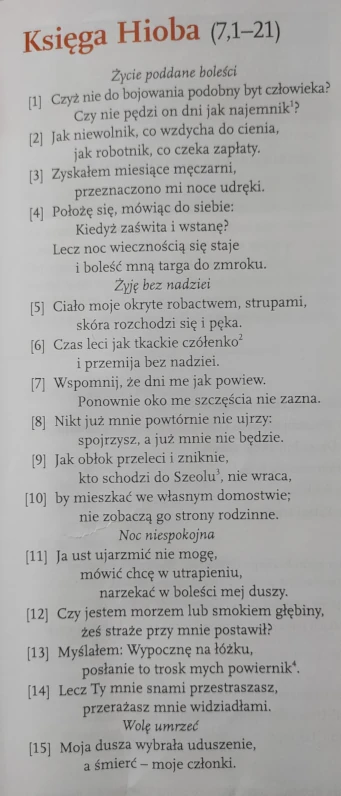 Księga Hioba (7,1–21)
Życie poddane boleści
[1] Czyż nie do bojowania podobny byt człowieka?
Czy nie pędzi on dni jak najemnik¹?
[2] Jak niewolnik, co wzdycha do cienia,
jak robotnik, co czeka zapłaty.
[3] Zyskałem miesiące męczarni,
przeznaczono mi noce udręki.
[4] Położę się, mówiąc do siebie:
Kiedyż zaświta i wstanę?
Lecz noc wiecznością się staje
i boleść mną targa do zmroku.
Żyję bez nadziei
[5] Ciało moje okryte robactwem, strupami,
skóra rozchodzi się i pęka.
[6] Czas leci jak tkackie czółenko²
i przemija bez nadziei.
[7] Wspomnij, że dni me jak powiew.
Ponownie oko me szczęścia nie zazna.
[8] Nikt już mnie powtórnie nie ujrzy:
spojrzysz, a już mnie nie będzie.
[9] Jak obłok przeleci i zniknie,
kto schodzi do Szeolu³, nie wraca,
[10] by mieszkać we własnym domostwie;
nie zobaczą go strony rodzinne.
Noc niespokojna
[11] Ja ust ujarzmić nie mogę,
mówić chcę w utrapieniu,
narzekać w boleści mej duszy.
[12] Czy jestem morzem lub smokiem głębiny,
żeś straże przy mnie postawił?
[13] Myślałem: Wypocznę na łóżku,
posłanie to trosk mych powiernik⁴.
[14] Lecz Ty mnie snami przestraszasz,
przerażasz mnie widziadłami.
Wolę umrzeć
[15] Moja dusza wybrała uduszenie,
a śmierć – moje członki.